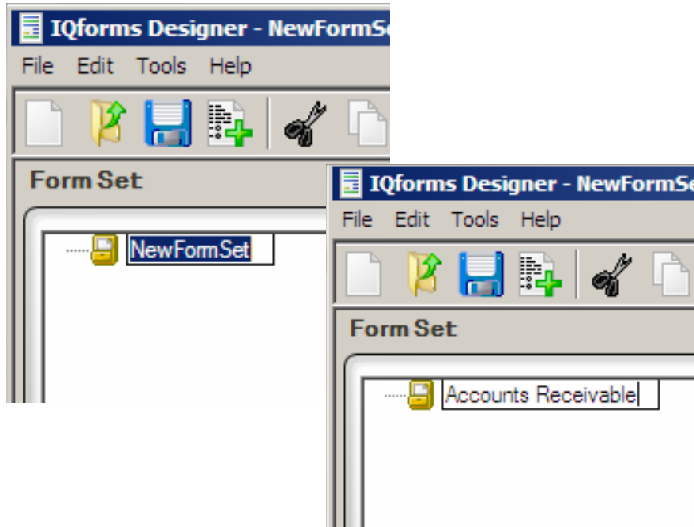 IQforms Designer - NewFormSe
File Edit Tools Help
Form Set
NewFormSet
IQforms Designer - NewFormSe
File Edit Tools Help
Form Set
Accounts Receivable